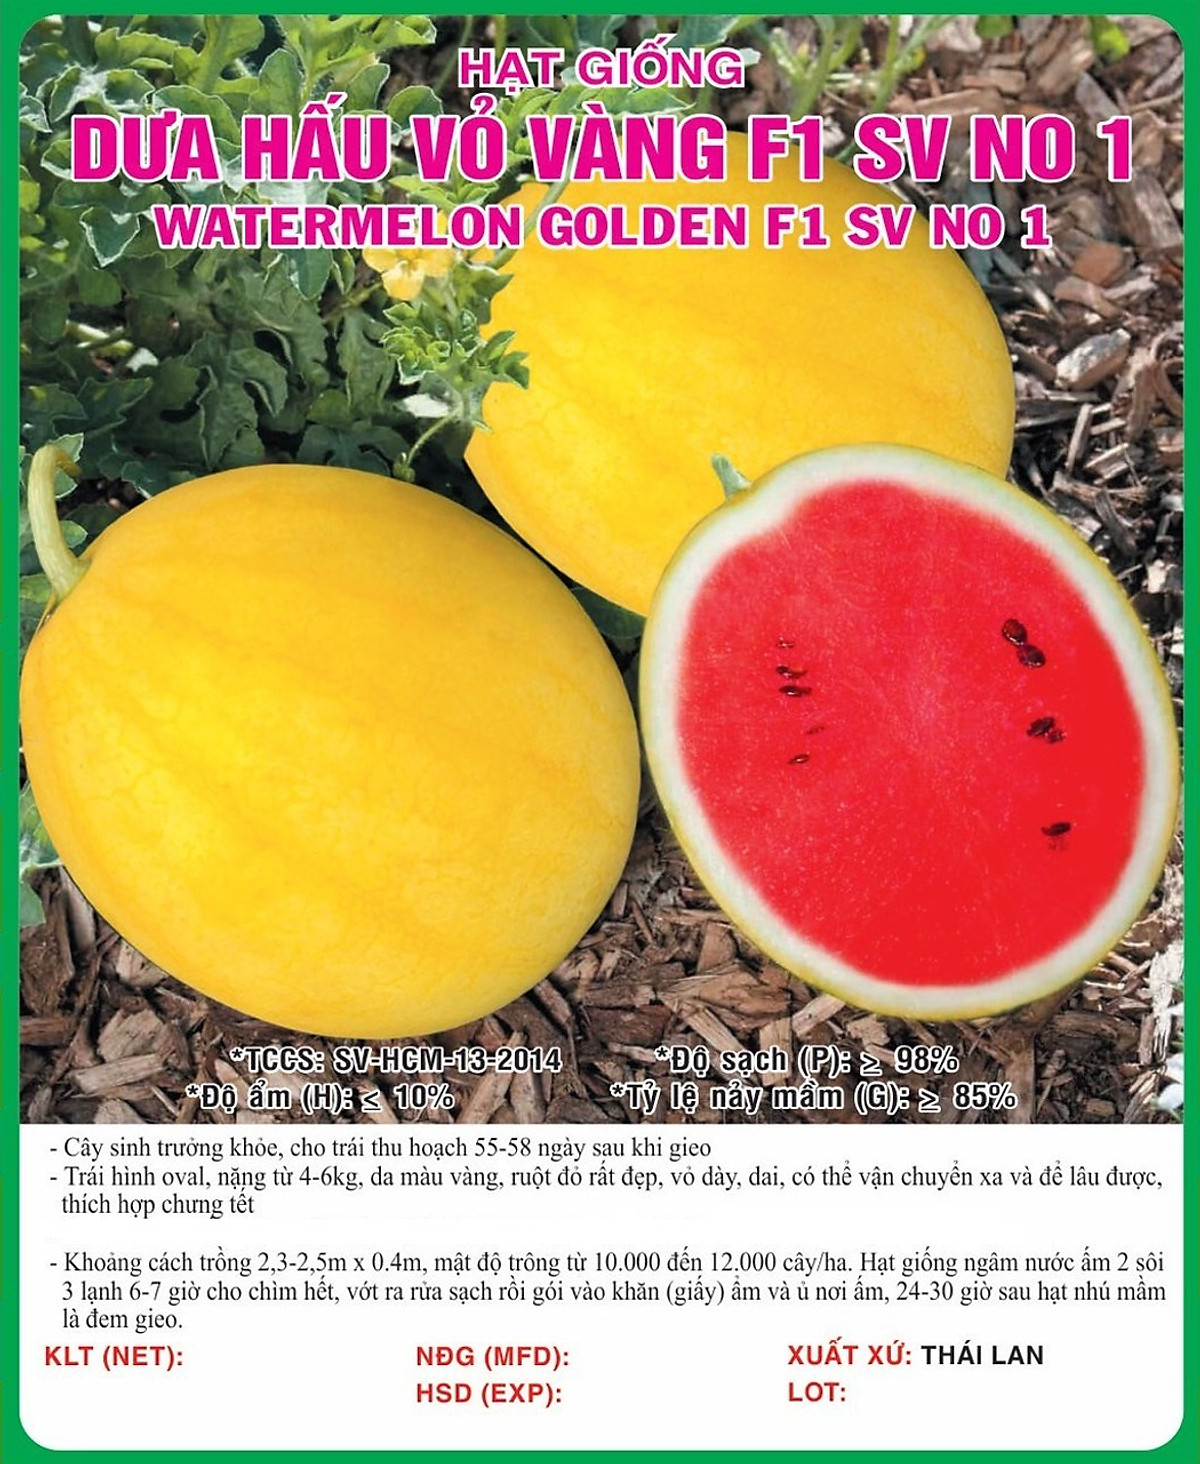 HẠT GIỐNG
DƯA HẤU VỎ VÀNG F1 SV NO 1
WATERMELON GOLDEN F1 SV NO 1
*TCCS: SV-HCM-13-2014 *Độ sạch (P): ≥ 98%
*Độ ẩm (H): ≤ 10% *Tỷ lệ nảy mầm (G): ≥ 85%
- Cây sinh trưởng khỏe, cho trái thu hoạch 55-58 ngày sau khi gieo
- Trái hình oval, nặng từ 4-6kg, da màu vàng, ruột đỏ rất đẹp, vỏ dày, dai, có thể vận chuyển xa và để lâu được,
thích hợp chưng tết
- Khoảng cách trồng 2,3-2,5m x 0.4m, mật độ trông từ 10.000 đến 12.000 cây/ha. Hạt giống ngâm nước ấm 2 sôi
3 lạnh 6-7 giờ cho chìm hết, vớt ra rửa sạch rồi gói vào khăn (giấy) ẩm và ủ nơi ấm, 24-30 giờ sau hạt nhú mầm
là đem gieo.
KLT (NET): NĐG (MFD): XUẤT XỨ: THÁI LAN
HSD (EXP): LOT: